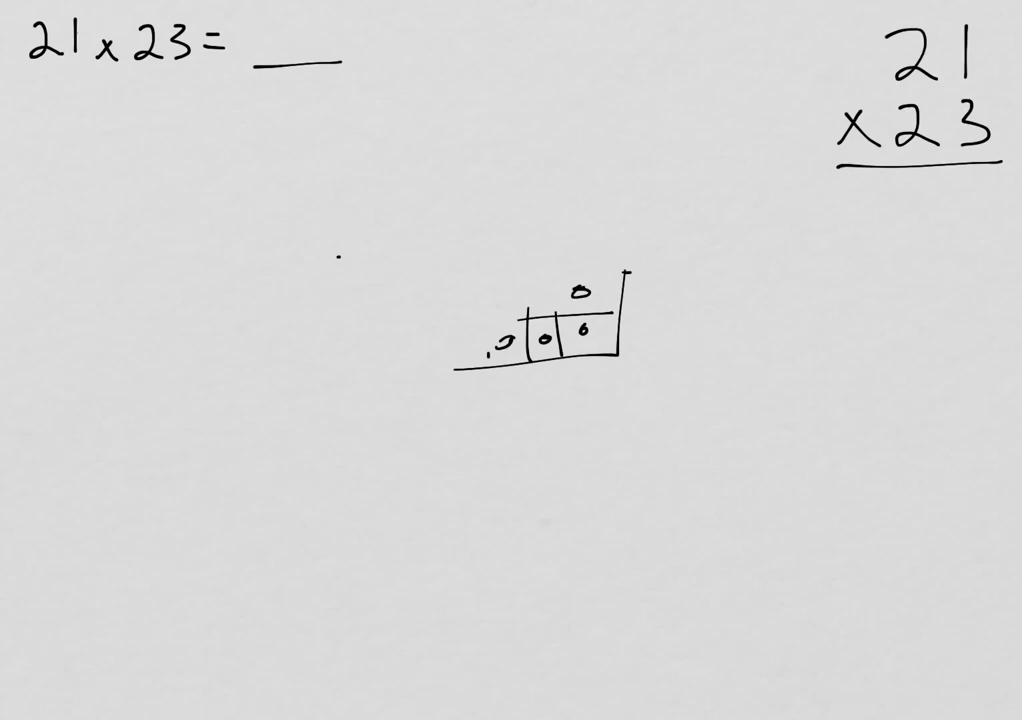 21 x 23 = ___
21
x 23